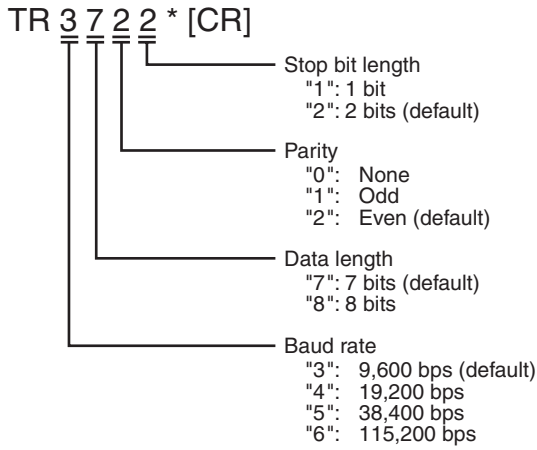 TR 3 7 2 2 * [CR]
Stop bit length
"1": 1 bit
"2": 2 bits (default)
Parity
"0": None
"1": Odd
"2": Even (default)
Data length
"7": 7 bits (default)
"8": 8 bits
Baud rate
"3": 9,600 bps (default)
"4": 19,200 bps
"5": 38,400 bps
"6": 115,200 bps